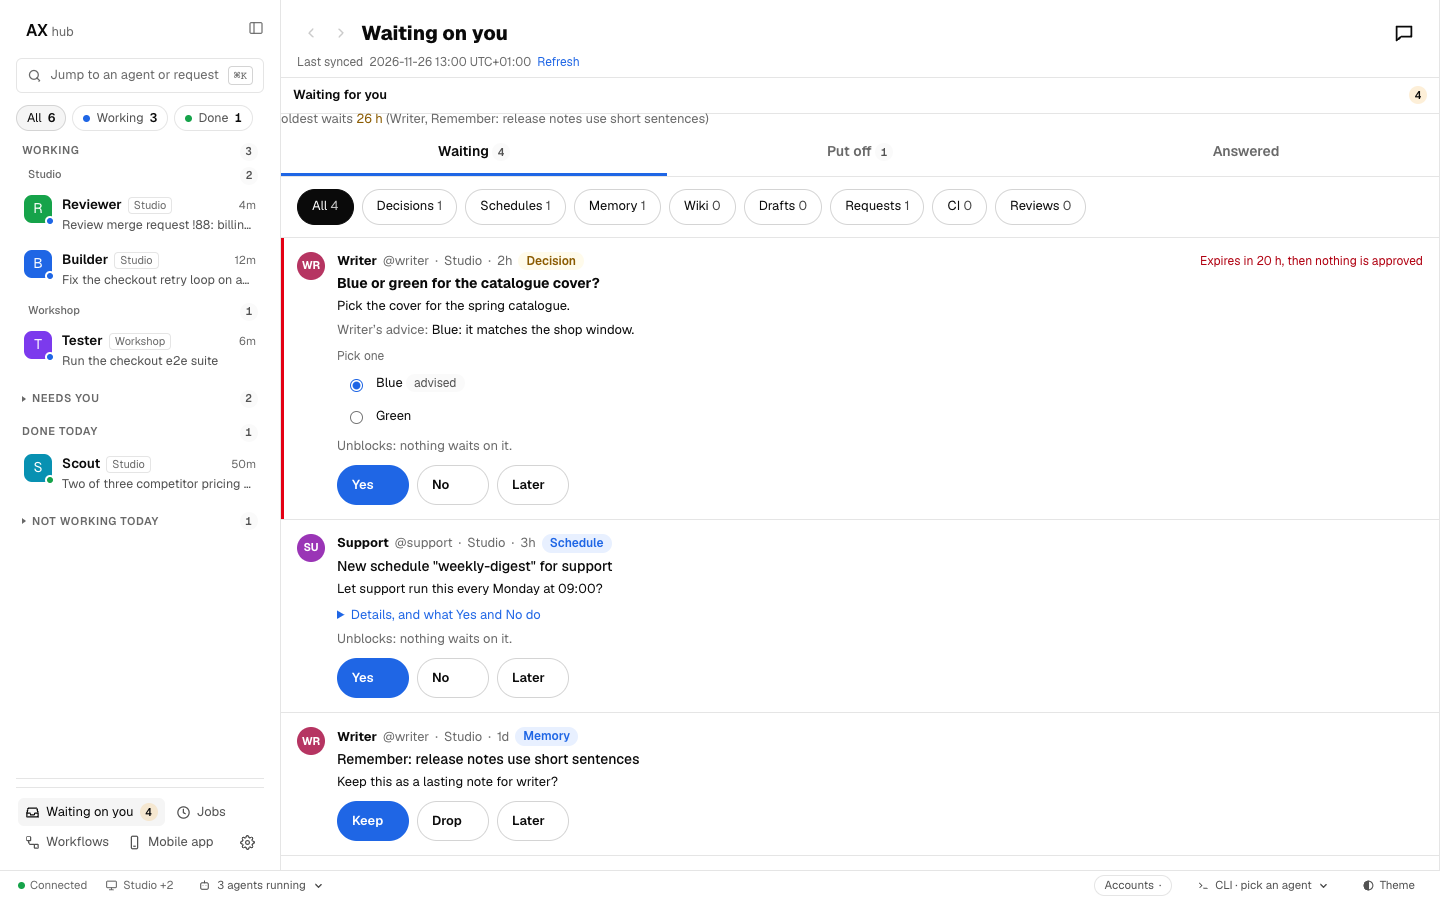 AX hub
Jump to an agent or request ⌘K
All 6
Working 3
Done 1
WORKING 3
Studio 2
R
Reviewer Studio 4m
Review merge request !88: billin…
B
Builder Studio 12m
Fix the checkout retry loop on a…
Workshop 1
T
Tester Workshop 6m
Run the checkout e2e suite
NEEDS YOU 2
DONE TODAY 1
S
Scout Studio 50m
Two of three competitor pricing …
NOT WORKING TODAY 1
Waiting on you 4
Jobs
Workflows
Mobile app
Waiting on you
Last synced 2026-11-26 13:00 UTC+01:00 Refresh
Waiting for you 4
oldest waits 26 h (Writer, Remember: release notes use short sentences)
Waiting 4
Put off 1
Answered
All 4
Decisions 1
Schedules 1
Memory 1
Wiki 0
Drafts 0
Requests 1
CI 0
Reviews 0
WR
Writer @writer · Studio · 2h Decision
Expires in 20 h, then nothing is approved
Blue or green for the catalogue cover?
Pick the cover for the spring catalogue.
Writer's advice: Blue: it matches the shop window.
Pick one
Blue advised
Green
Unblocks: nothing waits on it.
Yes No Later
SU
Support @support · Studio · 3h Schedule
New schedule "weekly-digest" for support
Let support run this every Monday at 09:00?
Details, and what Yes and No do
Unblocks: nothing waits on it.
Yes No Later
WR
Writer @writer · Studio · 1d Memory
Remember: release notes use short sentences
Keep this as a lasting note for writer?
Keep Drop Later
Connected
Studio +2
3 agents running
Accounts ·
CLI · pick an agent
Theme